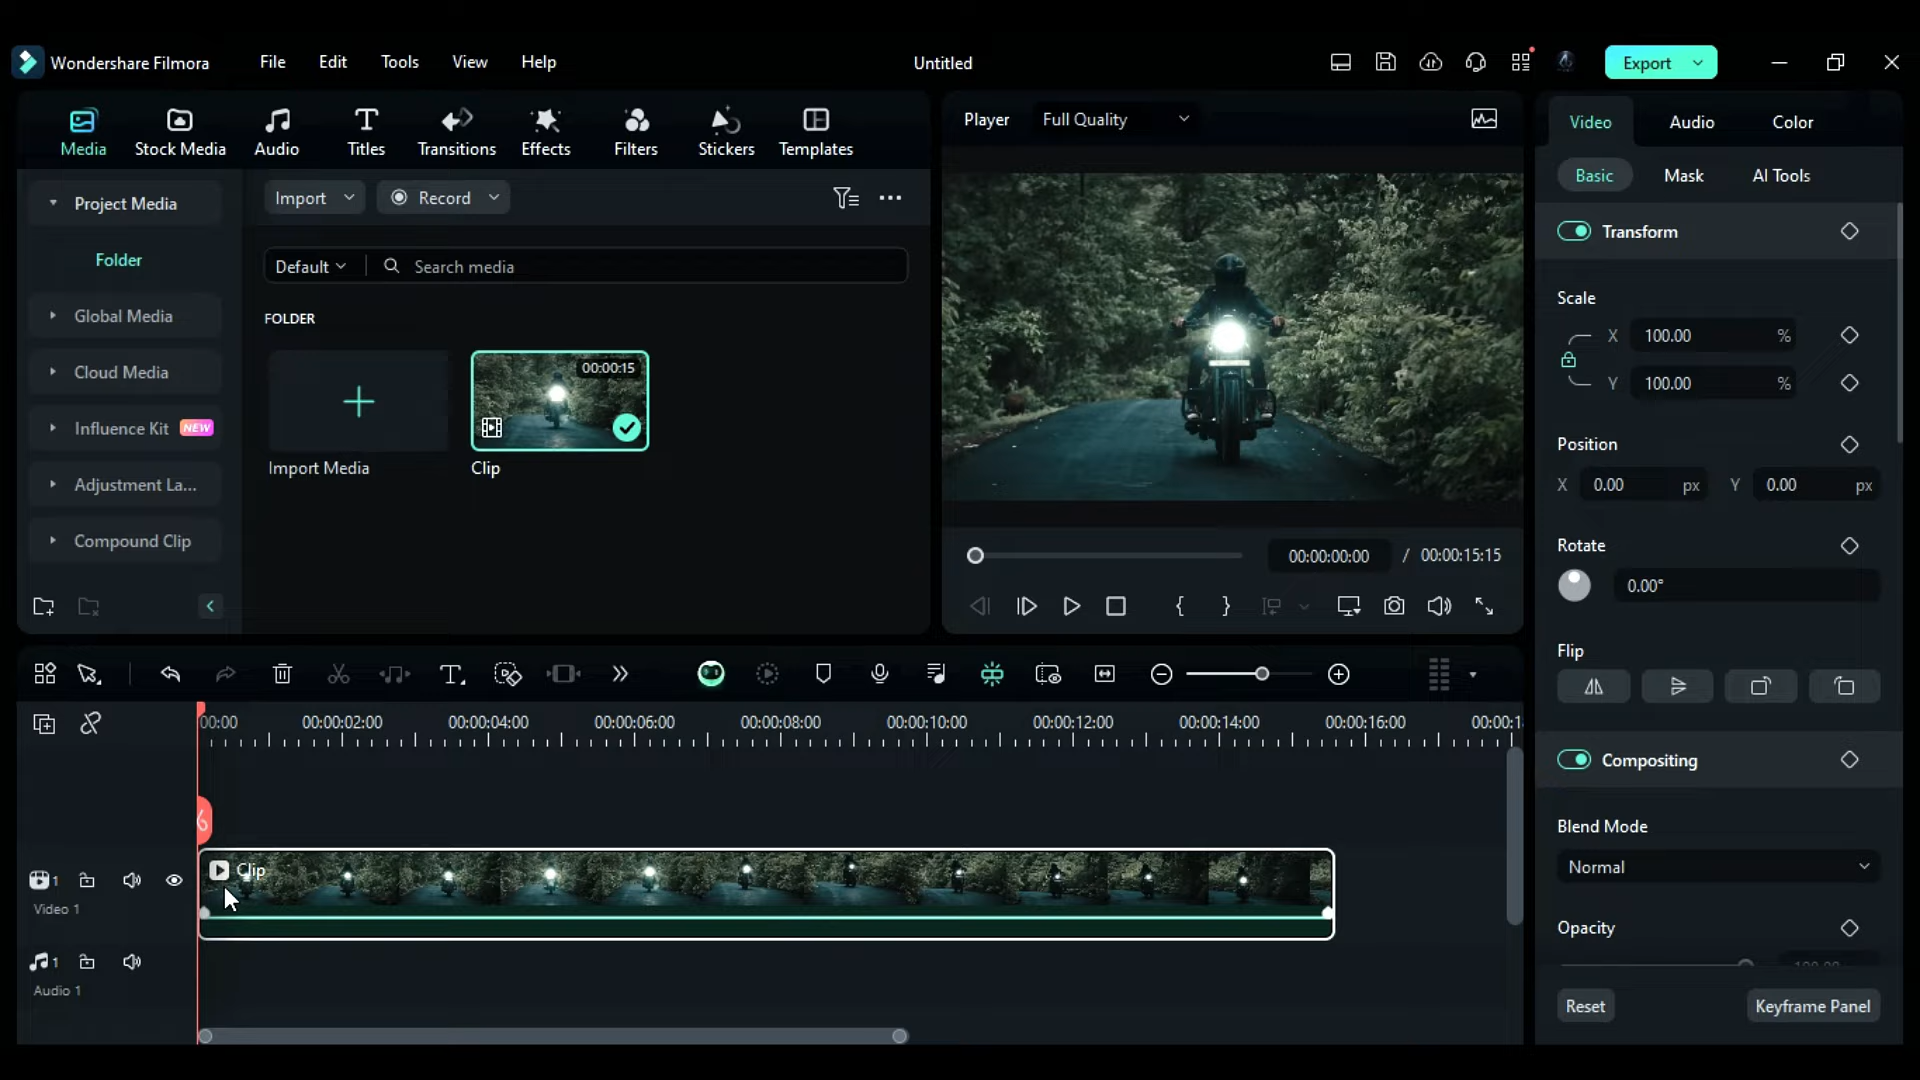 Wondershare Filmora
File
Edit
Tools
View
Help
Untitled
Export
Media
Stock Media
Audio
Titles
Transitions
Effects
Filters
Stickers
Templates
Project Media
Folder
Global Media
Cloud Media
Influence Kit NEW
Adjustment La...
Compound Clip
Import
Record
Default
Search media
FOLDER
Import Media
00:00:15
Clip
Player
Full Quality
00:00:00:00 / 00:00:15:15
Video
Audio
Color
Basic
Mask
AI Tools
Transform
Scale
X 100.00 %
Y 100.00 %
Position
X 0.00 px Y 0.00 px
Rotate
0.00°
Flip
Compositing
Blend Mode
Normal
Opacity
Reset
Keyframe Panel
00:00 00:00:02:00 00:00:04:00 00:00:06:00 00:00:08:00 00:00:10:00 00:00:12:00 00:00:14:00 00:00:16:00 00:00:1
Clip
1
Video 1
1
Audio 1